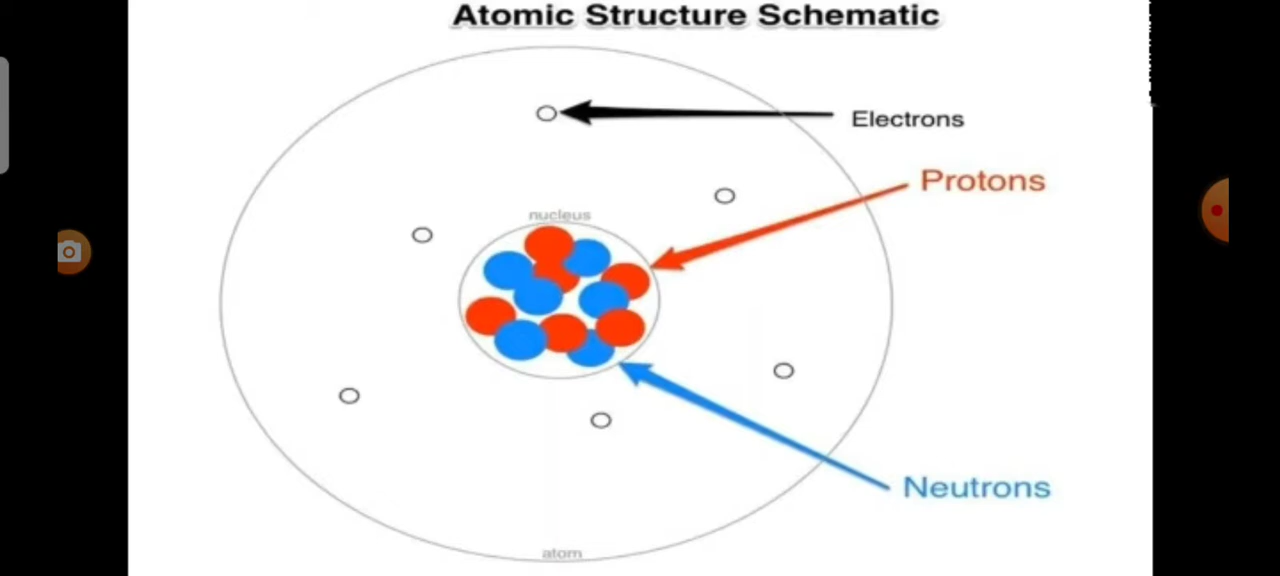 Atomic Structure Schematic
Electrons
Protons
nucleus
Neutrons
atom